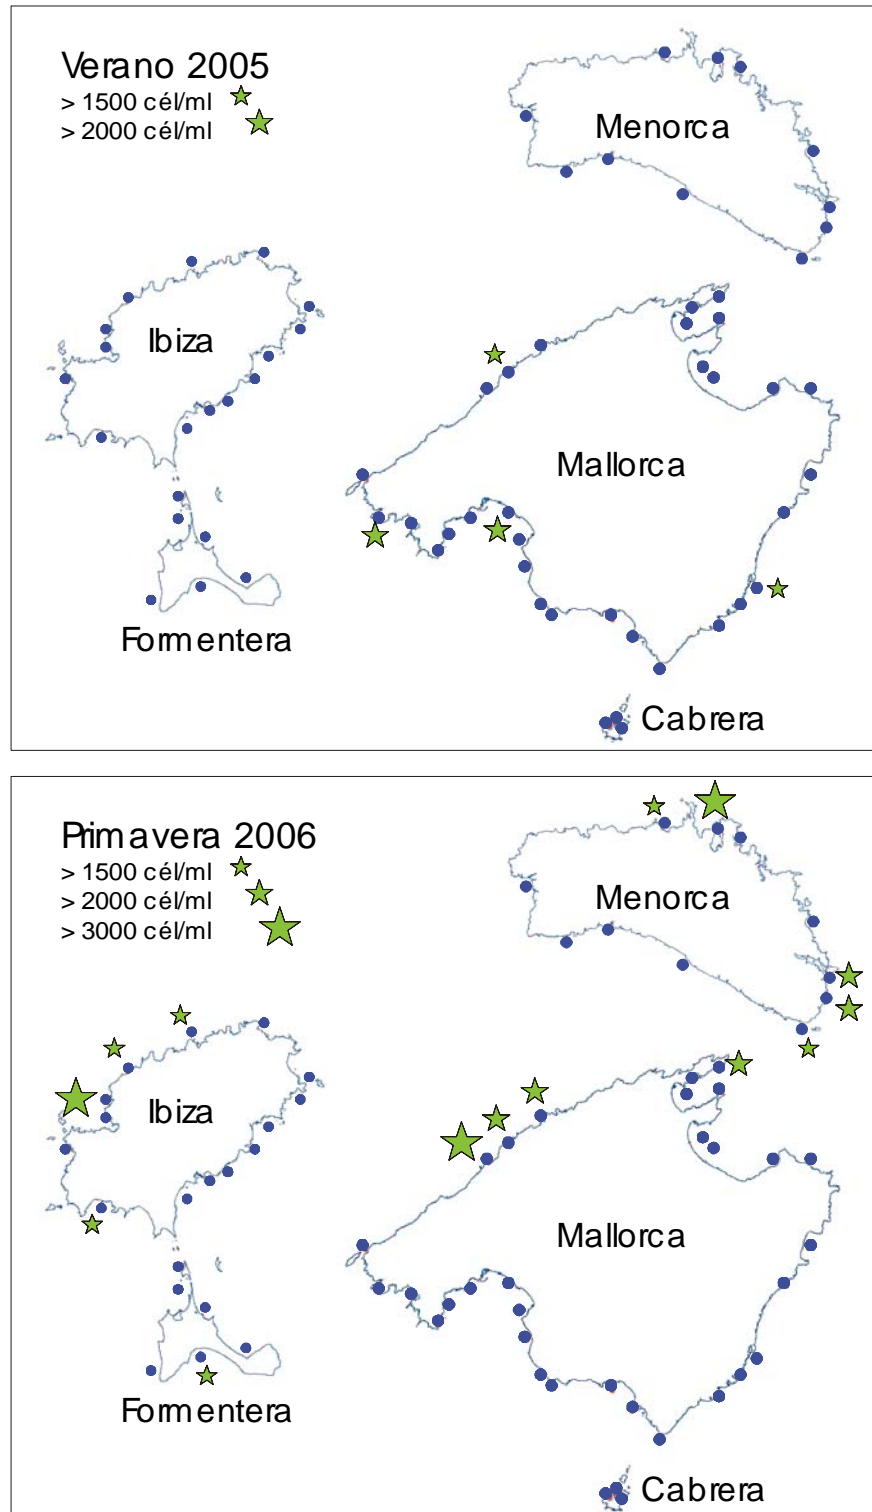 Verano 2005
> 1500 cél/ml
> 2000 cél/ml
Menorca
Ibiza
Mallorca
Formentera
Cabrera
Primavera 2006
> 1500 cél/ml
> 2000 cél/ml
> 3000 cél/ml
Menorca
Ibiza
Mallorca
Formentera
Cabrera